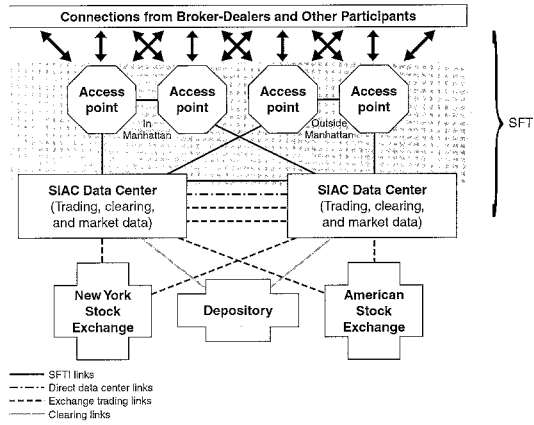 Connections from Broker-Dealers and Other Participants
Access
point
Access
point
Access
point
Access
point
In
Manhattan
Outside
Manhattan
SFT
SIAC Data Center
(Trading, clearing,
and market data)
SIAC Data Center
(Trading, clearing,
and market data)
New York
Stock
Exchange
Depository
American
Stock
Exchange
SFTI links
Direct data center links
Exchange trading links
Clearing links